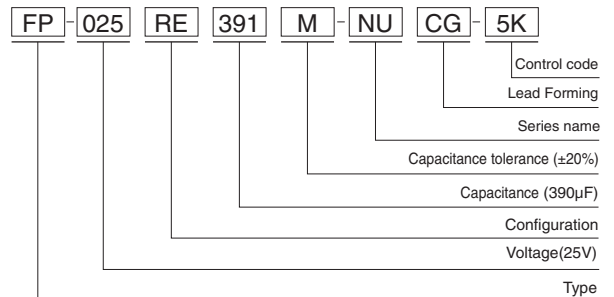 FP-025 RE 391 M-NU CG-5K
Control code
Lead Forming
Series name
Capacitance tolerance (±20%)
Capacitance (390µF)
Configuration
Voltage(25V)
Type